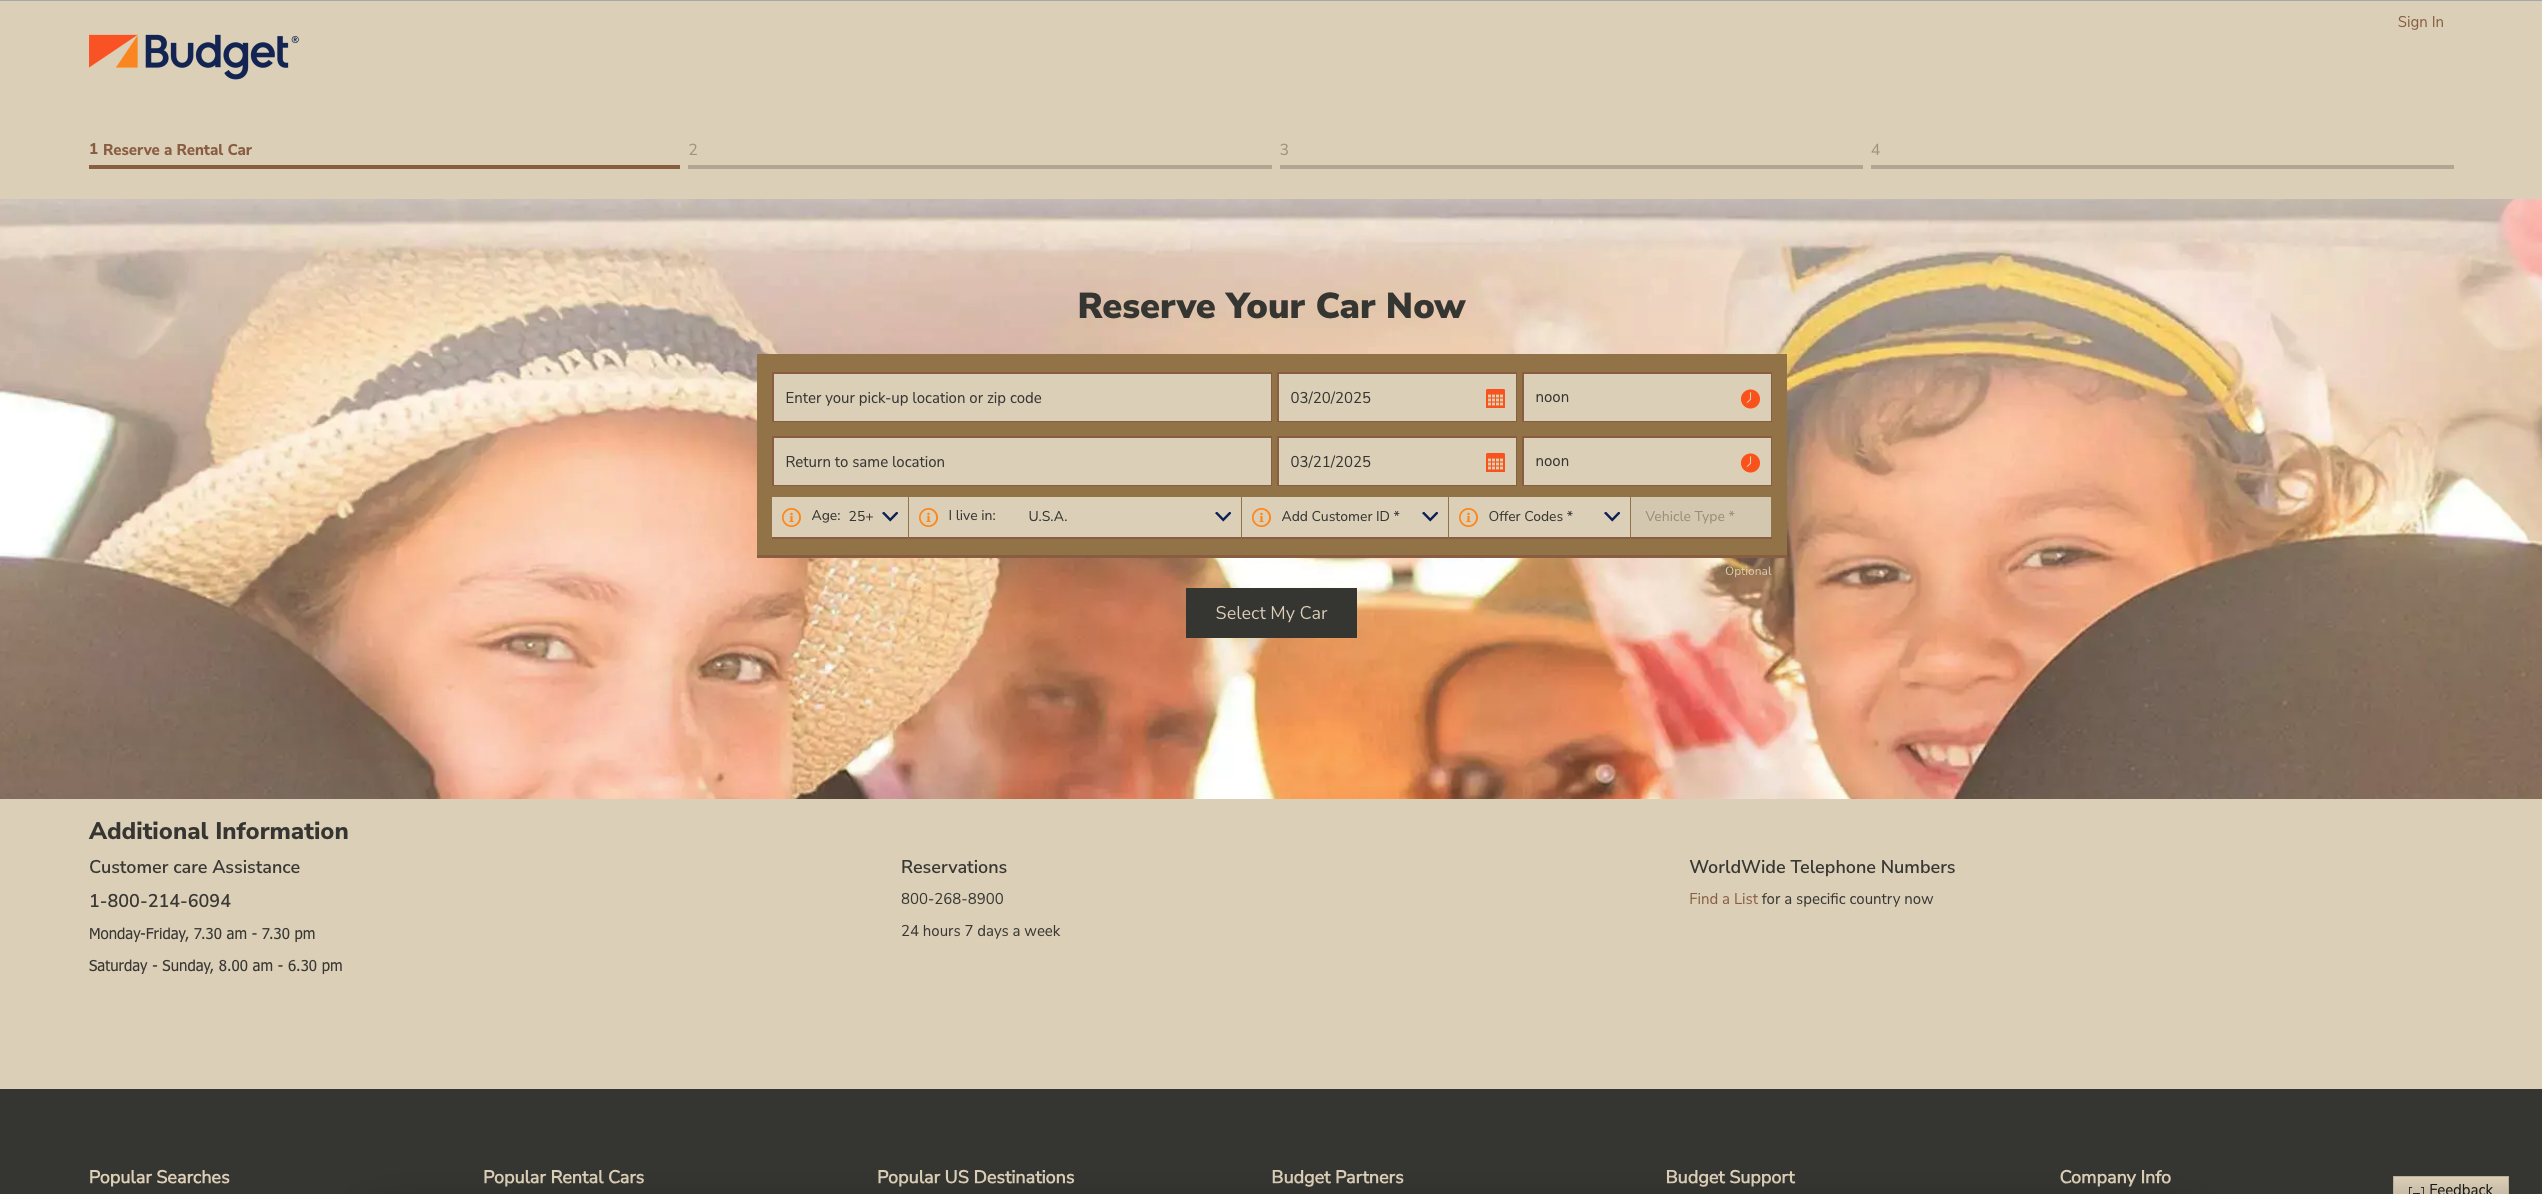 Sign In
Budget®
1 Reserve a Rental Car
2
3
4
Reserve Your Car Now
Enter your pick-up location or zip code
03/20/2025
noon
Return to same location
03/21/2025
noon
Age: 25+
I live in: U.S.A.
Add Customer ID *
Offer Codes *
Vehicle Type *
Optional
Select My Car
Additional Information
Customer care Assistance
1-800-214-6094
Monday-Friday, 7.30 am - 7.30 pm
Saturday - Sunday, 8.00 am - 6.30 pm
Reservations
800-268-8900
24 hours 7 days a week
WorldWide Telephone Numbers
Find a List for a specific country now
Popular Searches
Popular Rental Cars
Popular US Destinations
Budget Partners
Budget Support
Company Info
Feedback